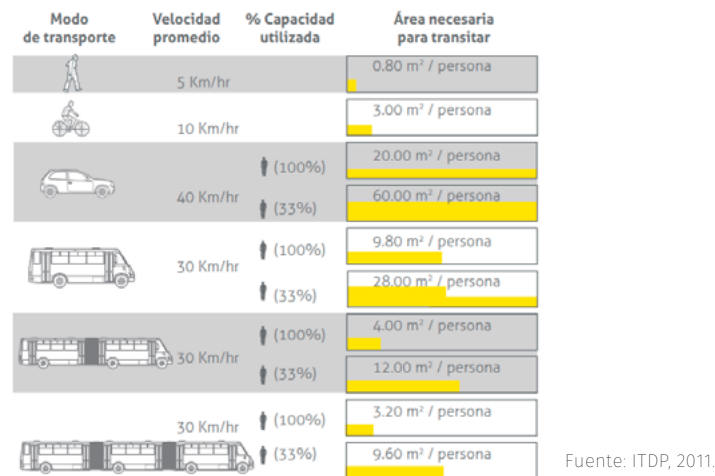 Modo de transporte
Velocidad promedio
% Capacidad utilizada
Área necesaria para transitar
5 Km/hr
0.80 m² / persona
10 Km/hr
3.00 m² / persona
40 Km/hr
(100%)
20.00 m² / persona
(33%)
60.00 m² / persona
30 Km/hr
(100%)
9.80 m² / persona
(33%)
28.00 m² / persona
30 Km/hr
(100%)
4.00 m² / persona
(33%)
12.00 m² / persona
30 Km/hr
(100%)
3.20 m² / persona
(33%)
9.60 m² / persona
Fuente: ITDP, 2011.